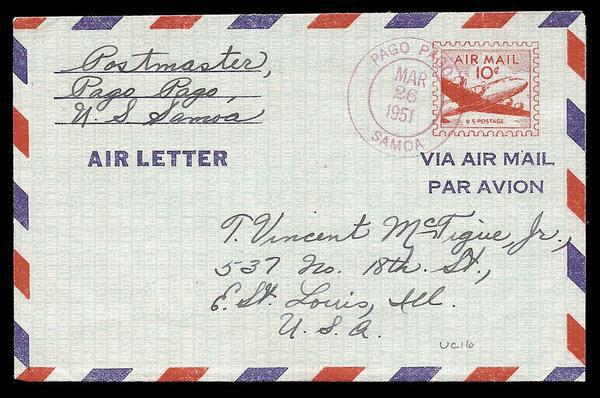 Postmaster,
Pago Pago,
U. S Samoa
PAGO PAGO
MAR
26
1951
SAMOA
AIR MAIL
10¢
U S POSTAGE
AIR LETTER
VIA AIR MAIL
PAR AVION
T. Vincent McTigue, Jr.,
537 No. 18th. St.,
E. St. Louis, Ill.
U. S. A.
UC16